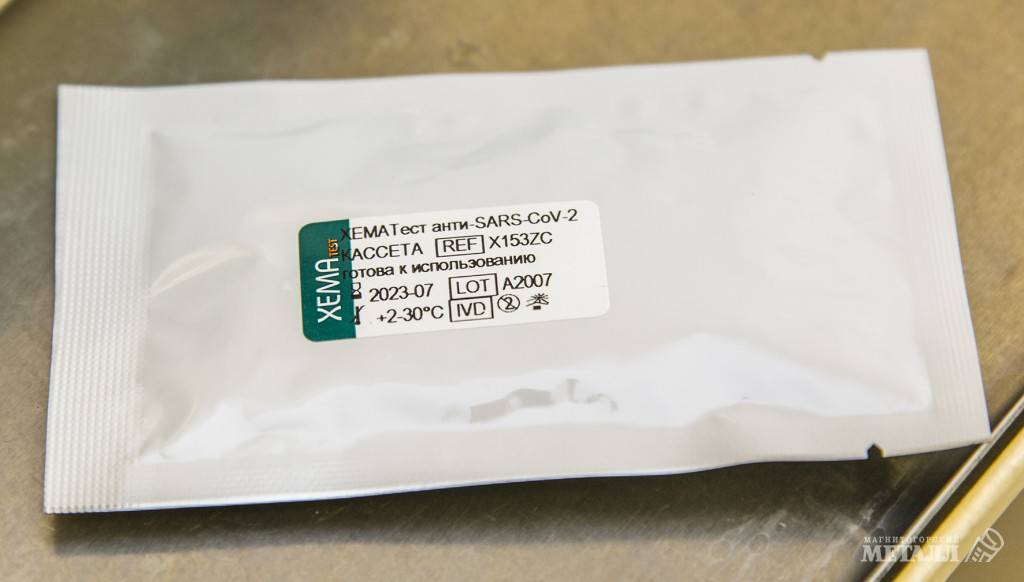 XEMA TEST
ХЕМАТест анти-SARS-CoV-2
КАССЕТА REF X153ZC
готова к использованию
2023-07 LOT A2007
+2-30°C IVD 2
МАГНИТОГОРСКИЙ
МЕТАЛЛ